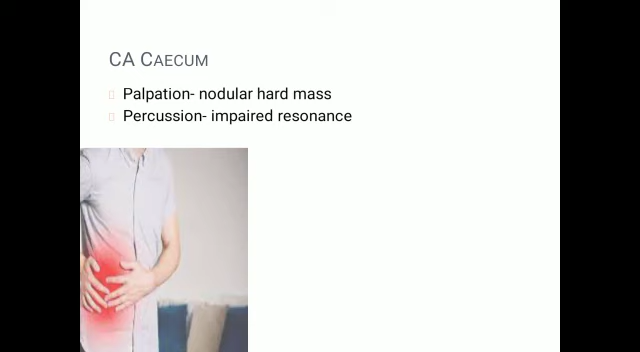 CA CAECUM
Palpation- nodular hard mass
Percussion- impaired resonance